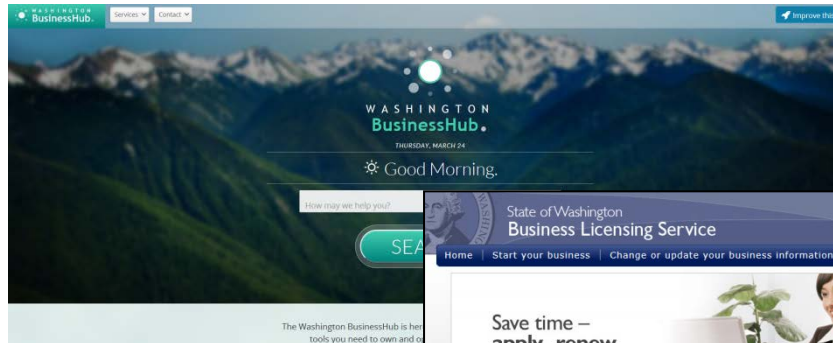 WASHINGTON
BusinessHub.
Services
Contact
Improve this
WASHINGTON
BusinessHub.
THURSDAY, MARCH 24
Good Morning.
How may we help you?
SEA
The Washington BusinessHub is her
tools you need to own and o
State of Washington
Business Licensing Service
Home | Start your business | Change or update your business information
Save time –
apply, renew